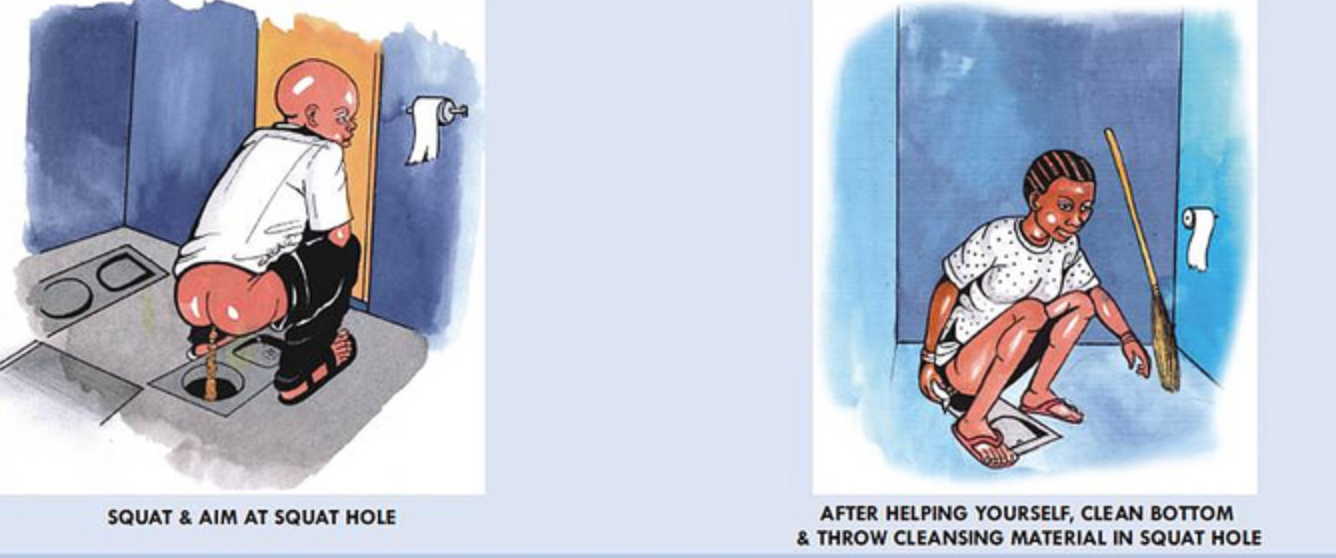 SQUAT & AIM AT SQUAT HOLE
AFTER HELPING YOURSELF, CLEAN BOTTOM
& THROW CLEANSING MATERIAL IN SQUAT HOLE